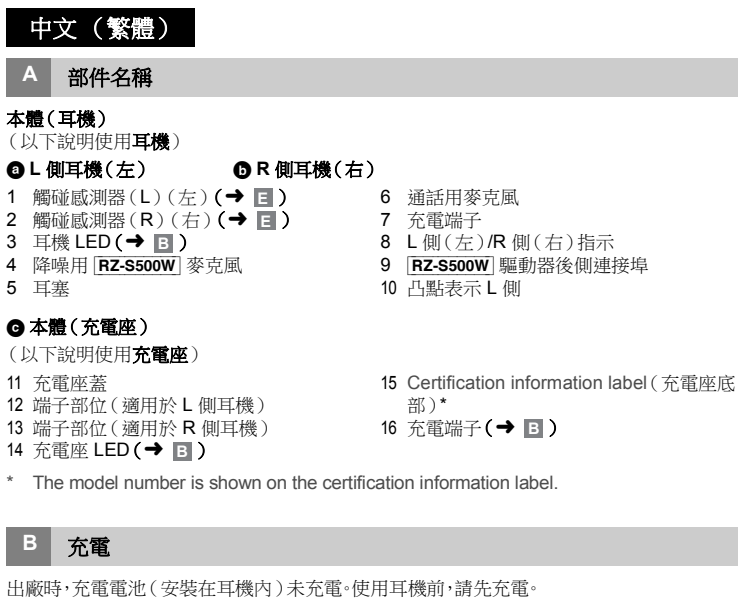 中文（繁體）
A 部件名稱
本體（耳機）
（以下說明使用耳機）
ⓐ L 側耳機（左） ⓑ R 側耳機（右）
1 觸碰感測器（L）（左）(➜ E )
2 觸碰感測器（R）（右）(➜ E )
3 耳機 LED (➜ B )
4 降噪用 RZ-S500W 麥克風
5 耳塞
6 通話用麥克風
7 充電端子
8 L 側（左）/R 側（右）指示
9 RZ-S500W 驅動器後側連接埠
10 凸點表示 L 側
ⓒ 本體（充電座）
（以下說明使用充電座）
11 充電座蓋
12 端子部位（適用於 L 側耳機）
13 端子部位（適用於 R 側耳機）
14 充電座 LED (➜ B )
15 Certification information label（充電座底
部）*
16 充電端子 (➜ B )
* The model number is shown on the certification information label.
B 充電
出廠時，充電電池（安裝在耳機內）未充電。使用耳機前，請先充電。